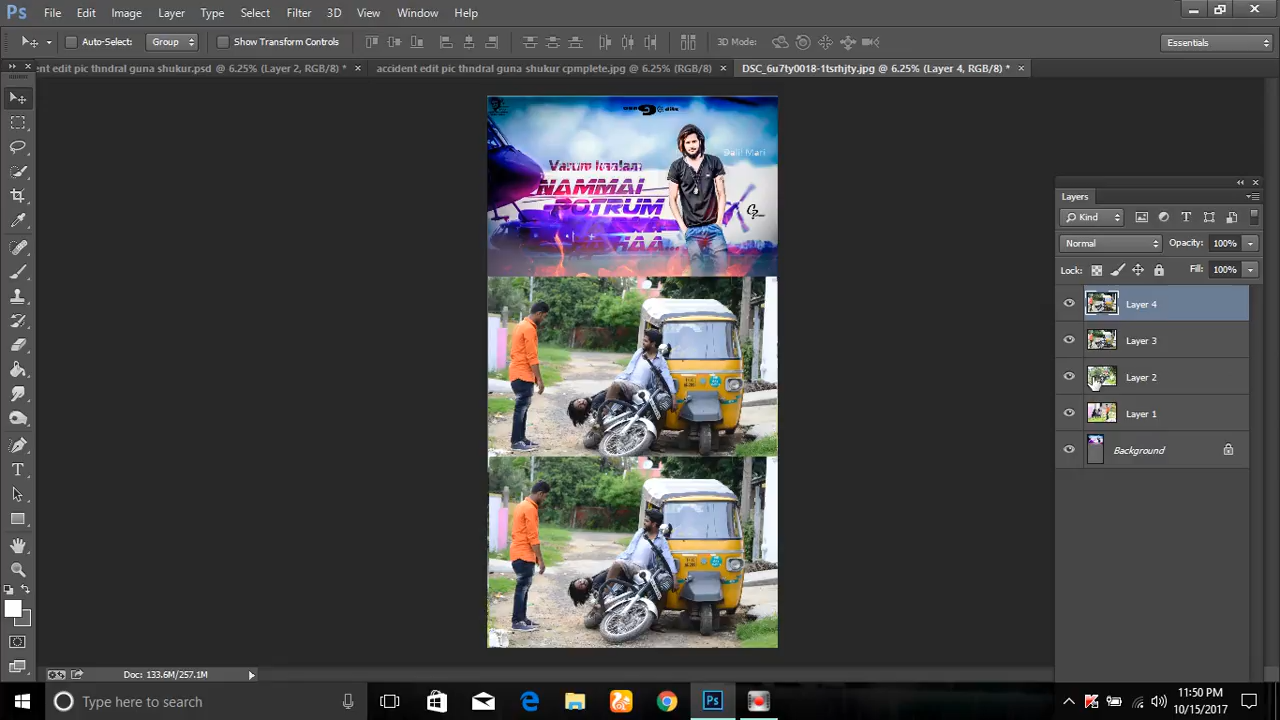 Ps File Edit Image Layer Type Select Filter 3D View Window Help
Auto-Select: Group Show Transform Controls 3D Mode: Essentials
ent edit pic thndral guna shukur.psd @ 6.25% (Layer 2, RGB/8) * × accident edit pic thndral guna shukur cpmplete.jpg @ 6.25% (RGB/8) × DSC_6u7ty0018-1tsrhjty.jpg @ 6.25% (Layer 4, RGB/8) * ×
NAMMAI
POTRUM
Layers
Kind
Normal Opacity: 100%
Lock: Fill: 100%
Layer 4
Layer 3
Layer 2
Layer 1
Background
6.25% Doc: 133.6M/257.1M
Type here to search
Ps
11:50 PM
10/15/2017